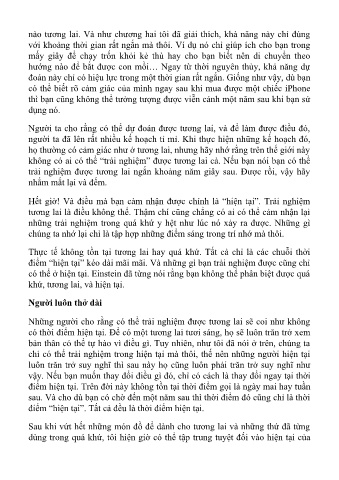 nào tương lai. Và như chương hai tôi đã giải thích, khả năng này chỉ dùng
với khoảng thời gian rất ngắn mà thôi. Ví dụ nó chỉ giúp ích cho bạn trong
mấy giây để chạy trốn khỏi kẻ thù hay cho bạn biết nên di chuyển theo
hướng nào để bắt được con mồi… Ngay từ thời nguyên thủy, khả năng dự
đoán này chỉ có hiệu lực trong một thời gian rất ngắn. Giống như vậy, dù bạn
có thể biết rõ cảm giác của mình ngay sau khi mua được một chiếc iPhone
thì bạn cũng không thể tưởng tượng được viễn cảnh một năm sau khi bạn sử
dụng nó.
Người ta cho rằng có thể dự đoán được tương lai, và để làm được điều đó,
người ta đã lên rất nhiều kế hoạch tỉ mỉ. Khi thực hiện những kế hoạch đó,
họ thường có cảm giác như ở tương lai, nhưng hãy nhớ rằng trên thế giới này
không có ai có thể “trải nghiệm” được tương lai cả. Nếu bạn nói bạn có thể
trải nghiệm được tương lai ngắn khoảng năm giây sau. Được rồi, vậy hãy
nhắm mắt lại và đếm.
Hết giờ! Và điều mà bạn cảm nhận được chính là “hiện tại”. Trải nghiệm
tương lai là điều không thể. Thậm chí cũng chẳng có ai có thể cảm nhận lại
những trải nghiệm trong quá khứ y hệt như lúc nó xảy ra được. Những gì
chúng ta nhớ lại chỉ là tập hợp những điểm sáng trong trí nhớ mà thôi.
Thực tế không tồn tại tương lai hay quá khứ. Tất cả chỉ là các chuỗi thời
điểm “hiện tại” kéo dài mãi mãi. Và những gì bạn trải nghiệm được cũng chỉ
có thể ở hiện tại. Einstein đã từng nói rằng bạn không thể phân biệt được quá
khứ, tương lai, và hiện tại.
Người luôn thở dài
Những người cho rằng có thể trải nghiệm được tương lai sẽ coi như không
có thời điểm hiện tại. Để có một tương lai tươi sáng, họ sẽ luôn trăn trở xem
bản thân có thể tự hào vì điều gì. Tuy nhiên, như tôi đã nói ở trên, chúng ta
chỉ có thể trải nghiệm trong hiện tại mà thôi, thế nên những người hiện tại
luôn trăn trở suy nghĩ thì sau này họ cũng luôn phải trăn trở suy nghĩ như
vậy. Nếu bạn muốn thay đổi điều gì đó, chỉ có cách là thay đổi ngay tại thời
điểm hiện tại. Trên đời này không tồn tại thời điểm gọi là ngày mai hay tuần
sau. Và cho dù bạn có chờ đến một năm sau thì thời điểm đó cũng chỉ là thời
điểm “hiện tại”. Tất cả đều là thời điểm hiện tại.
Sau khi vứt hết những món đồ để dành cho tương lai và những thứ đã từng
dùng trong quá khứ, tôi hiện giờ có thể tập trung tuyệt đối vào hiện tại của